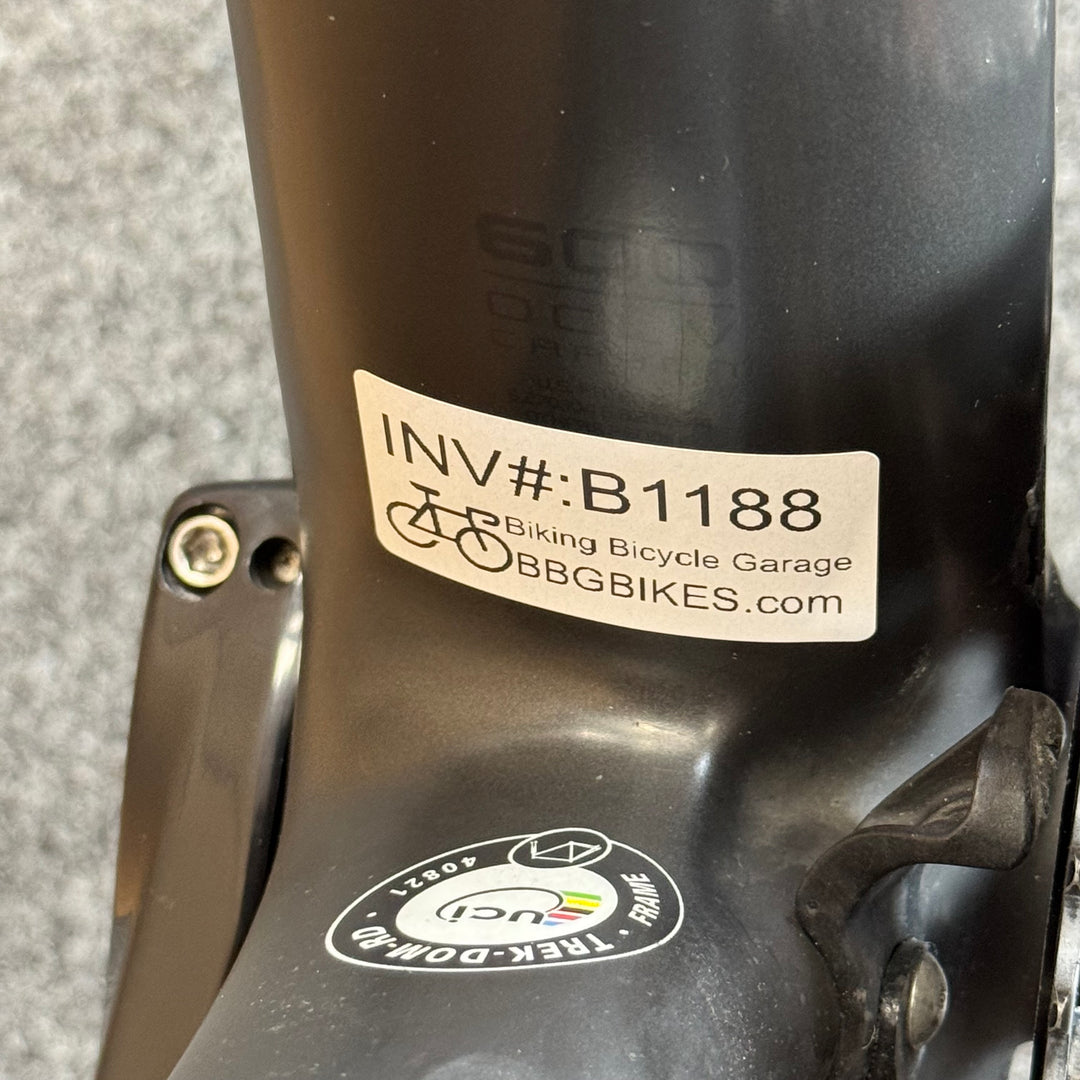 INV#:B1188
Biking Bicycle Garage
BBGBIKES.com
40821 · TREK-DOM-RD · FRAME
uci